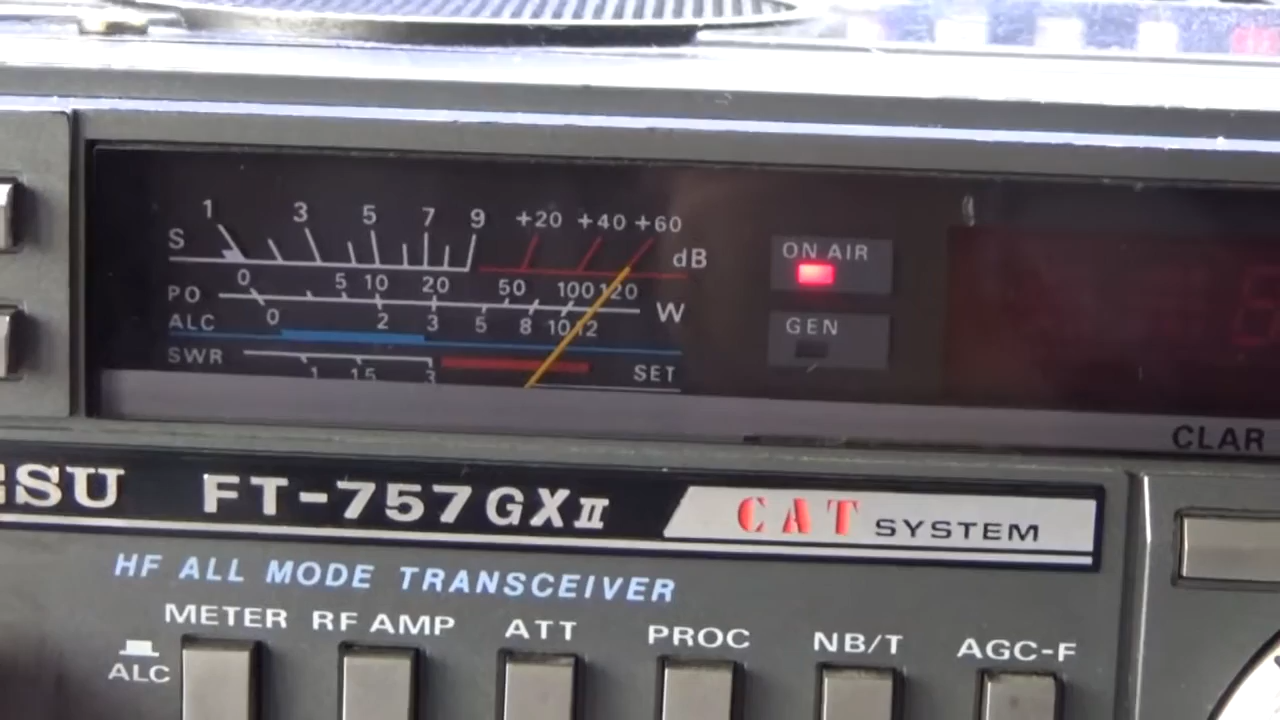 1 3 5 7 9 +20 +40 +60
S dB
0 5 10 20 50 100 120
PO W
0 2 3 5 8 10 12
ALC
SWR 1 1.5 3 SET
ON AIR
GEN
CLAR
ESU FT-757GXII CAT SYSTEM
HF ALL MODE TRANSCEIVER
METER RF AMP ATT PROC NB/T AGC-F
ALC